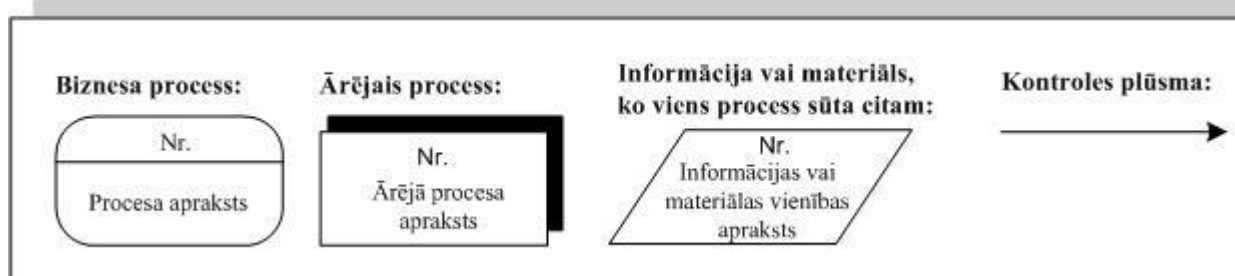 Biznesa process:
Nr.
Procesa apraksts
Ārējais process:
Nr.
Ārējā procesa
apraksts
Informācija vai materiāls,
ko viens process sūta citam:
Nr.
Informācijas vai
materiālas vienības
apraksts
Kontroles plūsma: